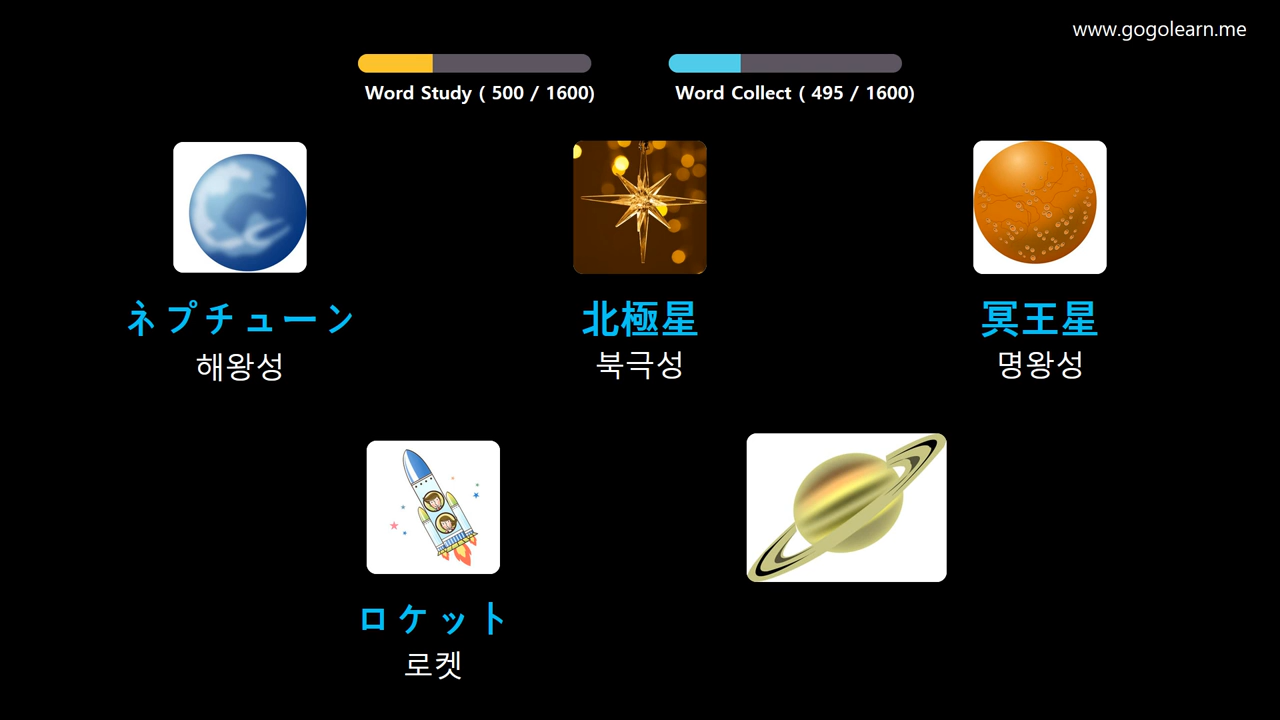 www.gogolearn.me
Word Study ( 500 / 1600)
Word Collect ( 495 / 1600)
ネプチューン
해왕성
北極星
북극성
冥王星
명왕성
ロケット
로켓